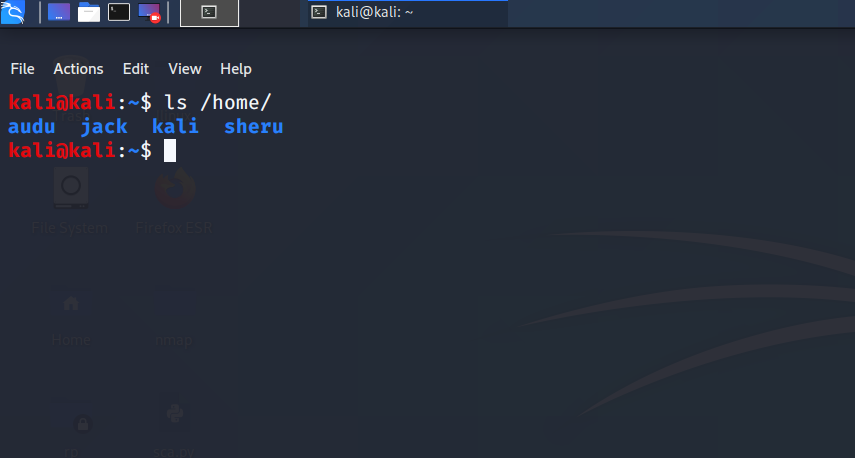 kali@kali: ~
File Actions Edit View Help
kali@kali:~$ ls /home/
audu jack kali sheru
kali@kali:~$
File System Firefox ESR
Home nmap